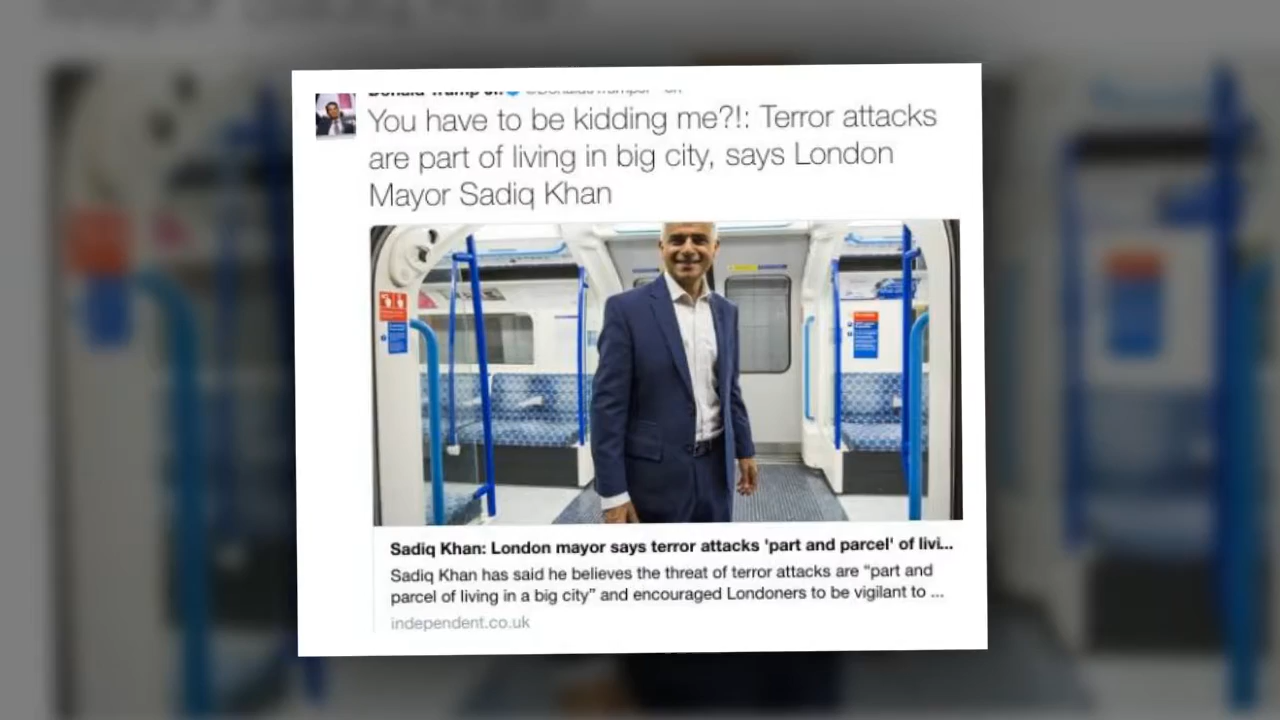 You have to be kidding me?!: Terror attacks
are part of living in big city, says London
Mayor Sadiq Khan
Sadiq Khan: London mayor says terror attacks 'part and parcel' of livi...
Sadiq Khan has said he believes the threat of terror attacks are “part and
parcel of living in a big city” and encouraged Londoners to be vigilant to ...
independent.co.uk